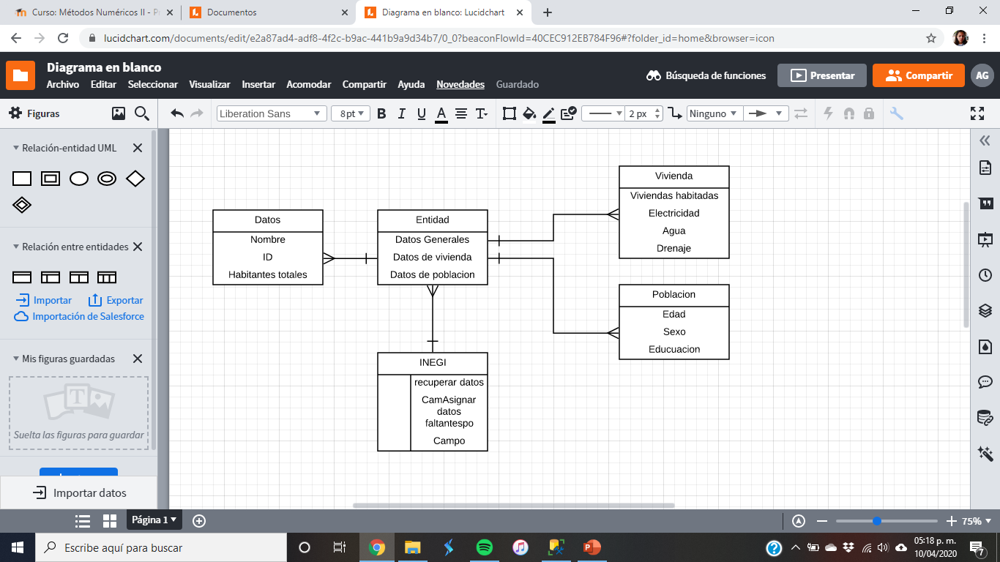 Curso: Métodos Numéricos II - P
Documentos
Diagrama en blanco: Lucidchart
lucidchart.com/documents/edit/e2a87ad4-adf8-4f2c-b9ac-441b9a9d34b7/0_0?beaconFlowId=40CEC912EB784F96#?folder_id=home&browser=icon
Diagrama en blanco
Archivo Editar Seleccionar Visualizar Insertar Acomodar Compartir Ayuda Novedades Guardado
Búsqueda de funciones
Presentar
Compartir
AG
Figuras
Liberation Sans
8 pt
B I U A T
2 px
Ninguno
Relación-entidad UML
Relación entre entidades
Importar
Exportar
Importación de Salesforce
Mis figuras guardadas
T
Suelta las figuras para guardar
Importar datos
Datos
Nombre
ID
Habitantes totales
Entidad
Datos Generales
Datos de vivienda
Datos de poblacion
Vivienda
Viviendas habitadas
Electricidad
Agua
Drenaje
Poblacion
Edad
Sexo
Educuacion
INEGI
recuperar datos
CamAsignar
datos
faltantespo
Campo
Página 1
75%
Escribe aquí para buscar
05:18 p. m.
10/04/2020
7